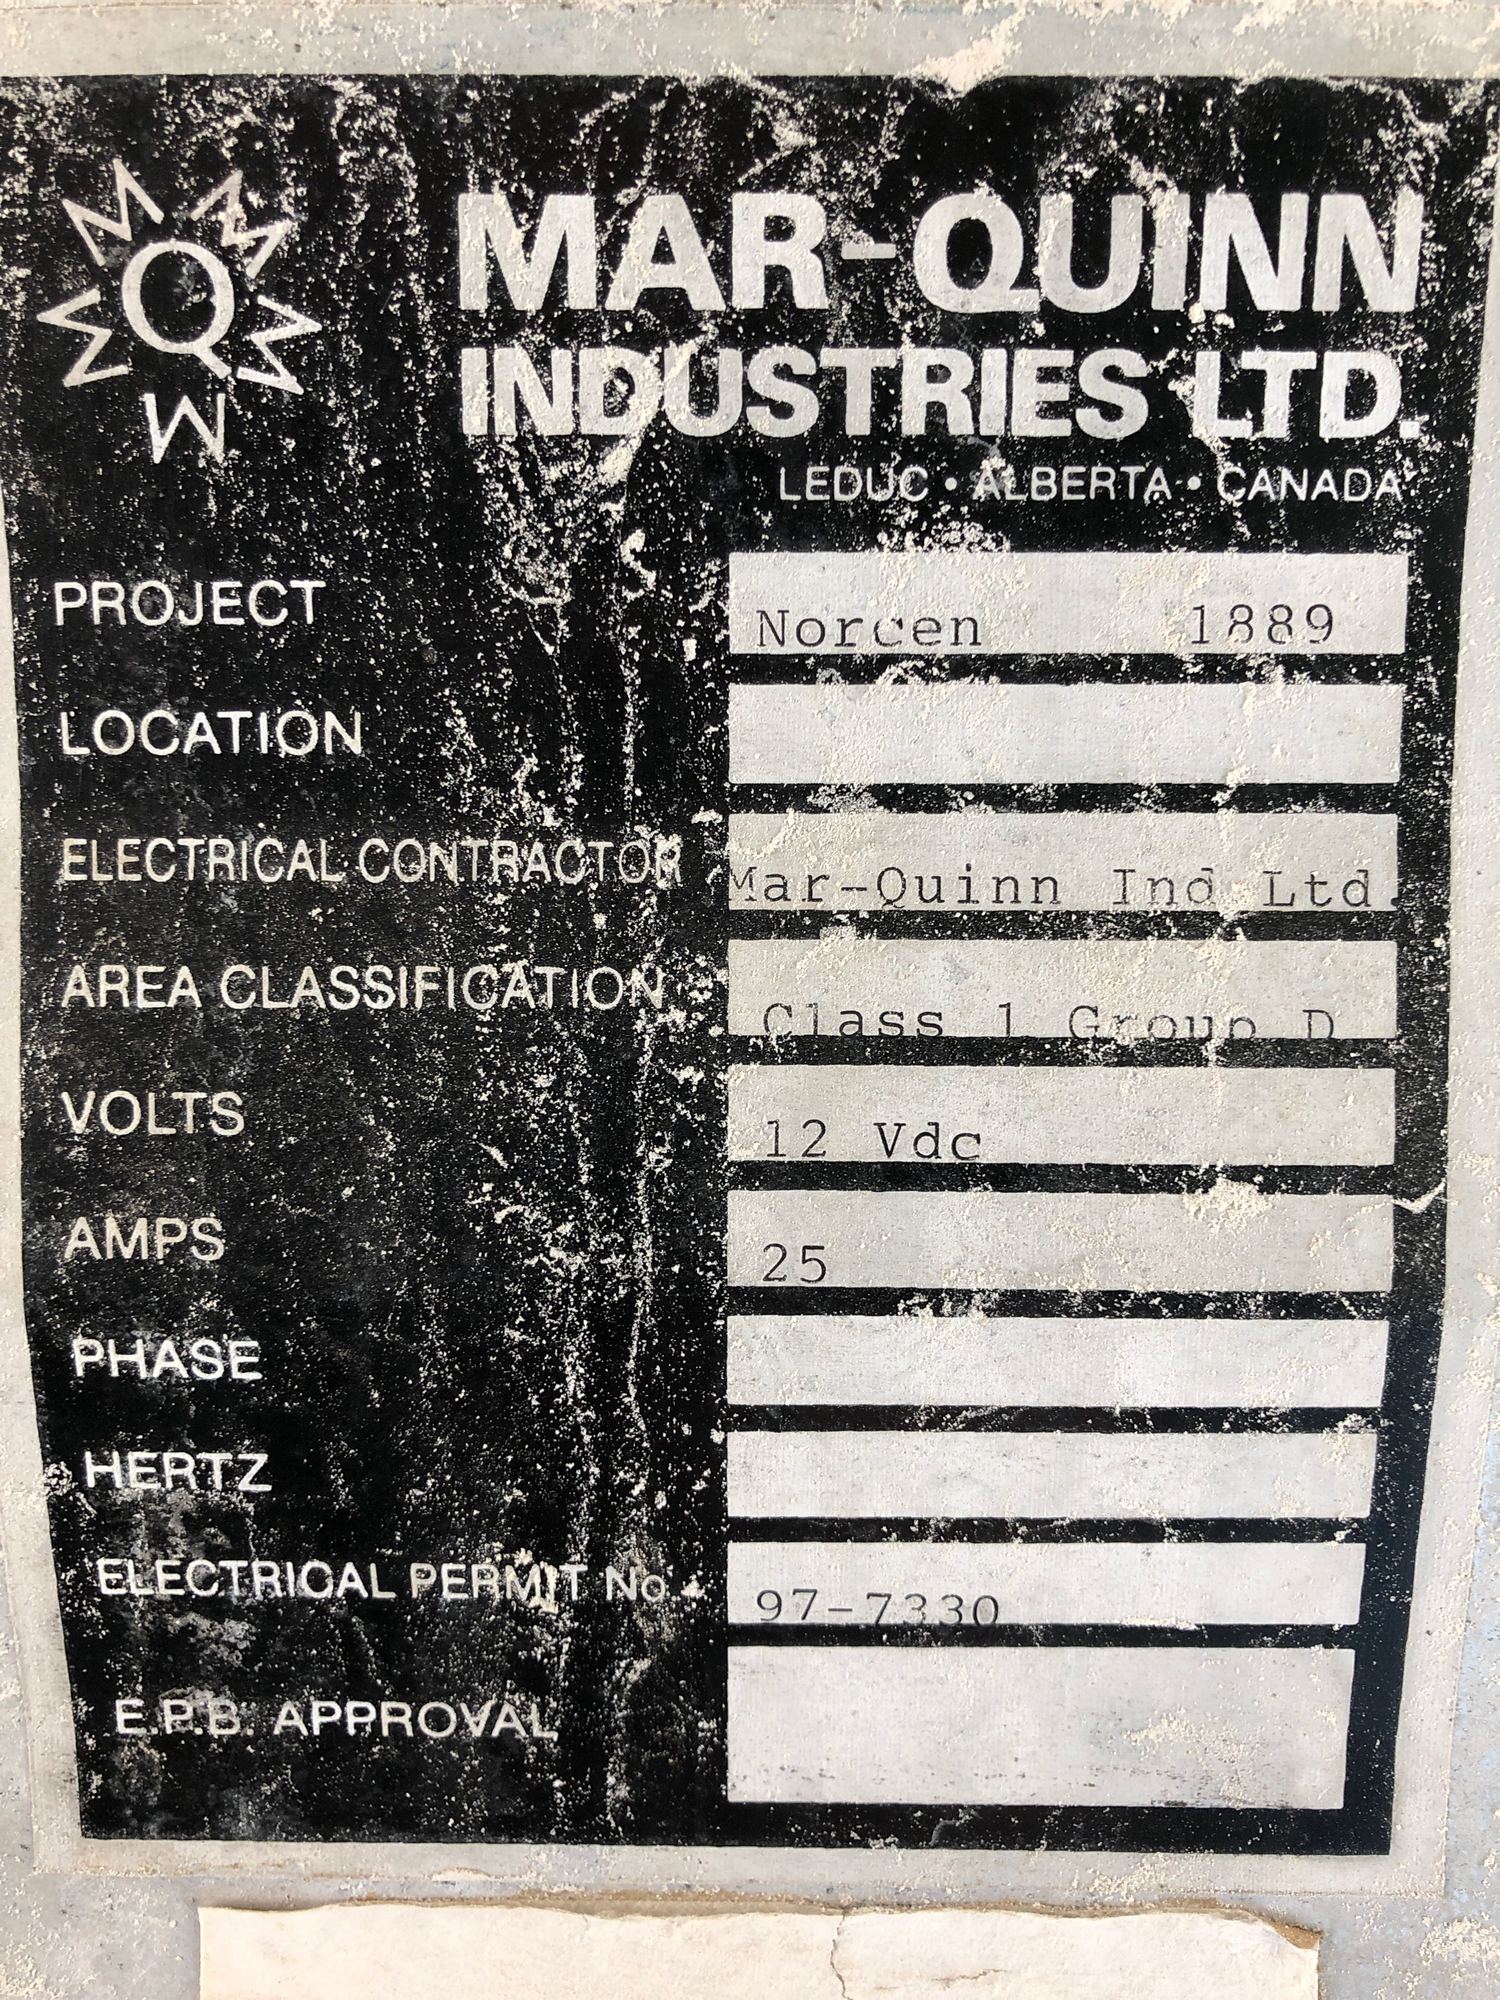 Q
MAR-QUINN
INDUSTRIES LTD.
LEDUC • ALBERTA • CANADA
PROJECT Norcen 1889
LOCATION
ELECTRICAL CONTRACTOR Mar-Quinn Ind Ltd.
AREA CLASSIFICATION Class 1 Group D
VOLTS 12 Vdc
AMPS 25
PHASE
HERTZ
ELECTRICAL PERMIT No. 97-7330
E.P.B. APPROVAL